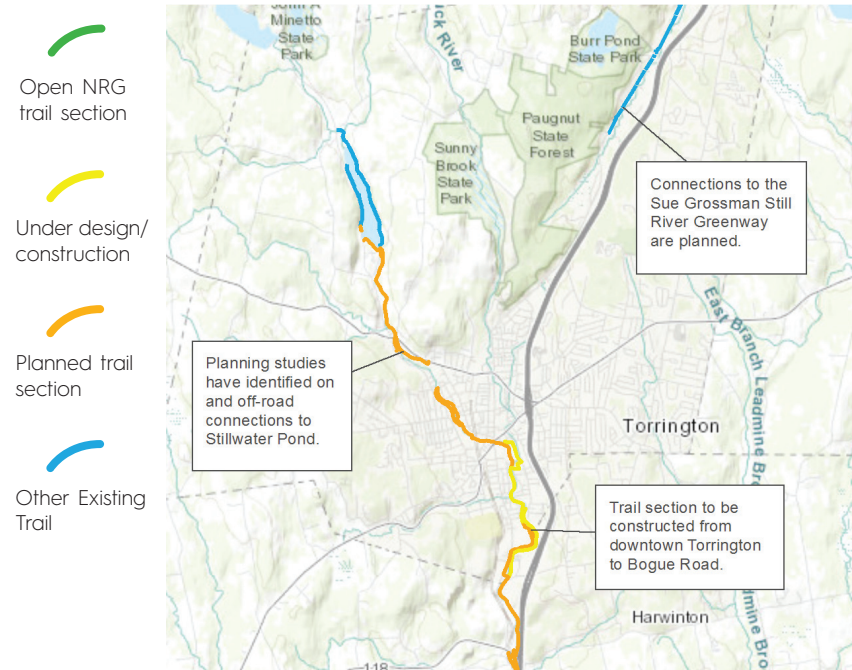 Open NRG
trail section
Under design/
construction
Planned trail
section
Other Existing
Trail
Minetto
State
Park
River
Burr Pond
State Park
Paugnut
State
Forest
Sunny
Brook
State
Park
Connections to the
Sue Grossman Still
River Greenway
are planned.
East Branch Leadmine Bro
Planning studies
have identified on
and off-road
connections to
Stillwater Pond.
Torrington
Trail section to be
constructed from
downtown Torrington
to Bogue Road.
Harwinton
admine Bro
118